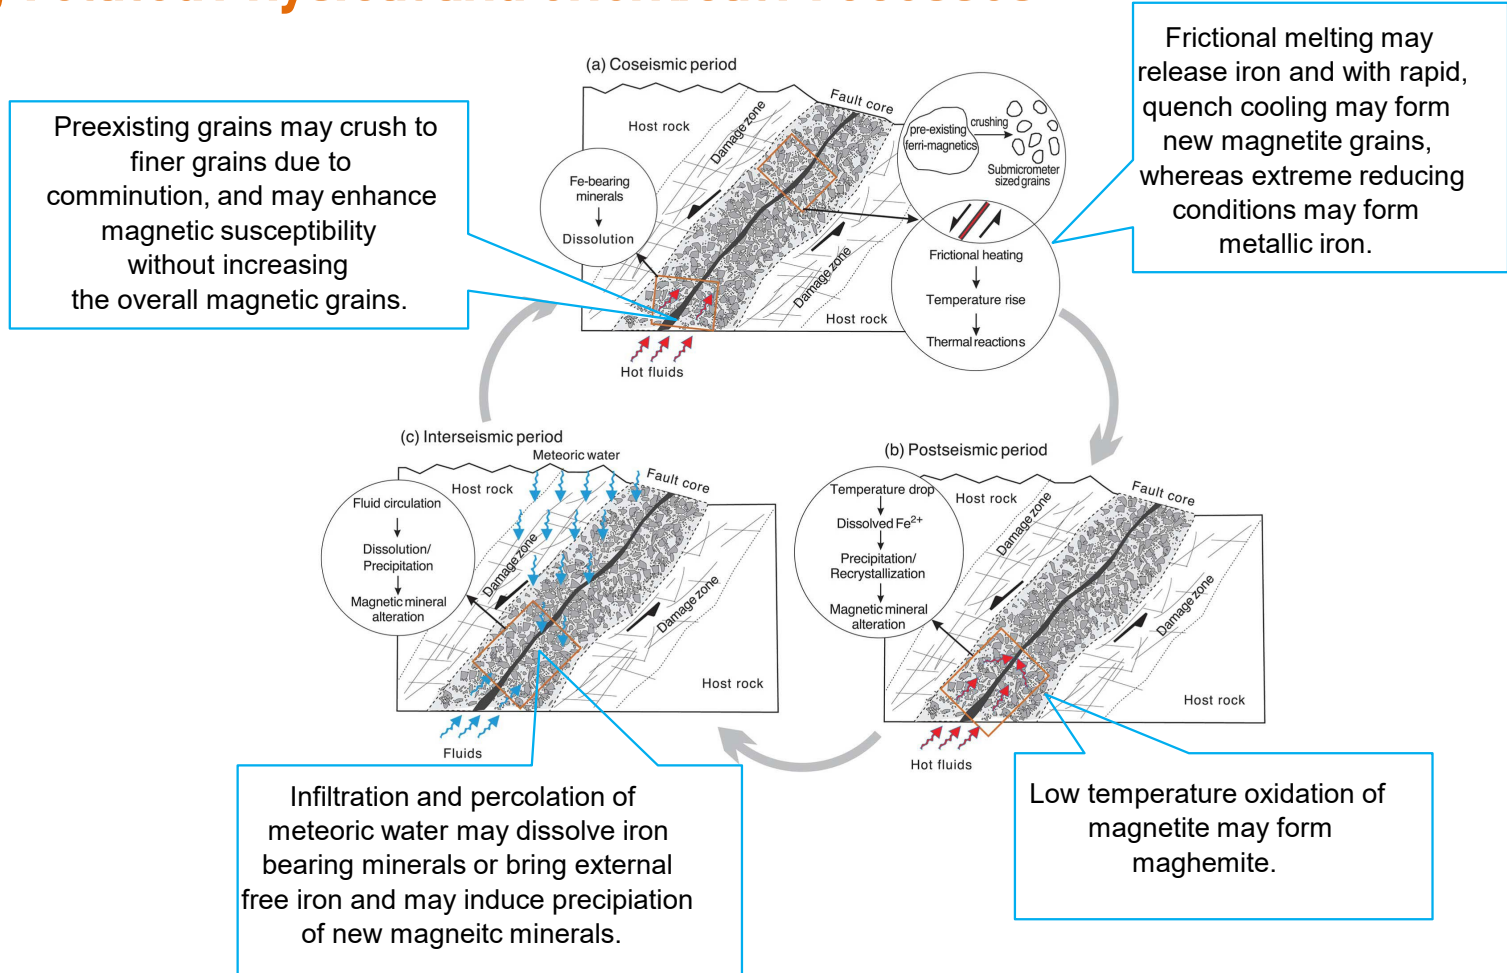 (a) Coseismic period
Preexisting grains may crush to
finer grains due to
comminution, and may enhance
magnetic susceptibility
without increasing
the overall magnetic grains.
Frictional melting may
release iron and with rapid,
quench cooling may form
new magnetite grains,
whereas extreme reducing
conditions may form
metallic iron.
Host rock
Damage zone
Fault core
Fe-bearing
minerals
Dissolution
pre-existing
ferri-magnetics
crushing
Submicrometer
sized grains
Frictional heating
Temperature rise
Thermal reactions
Damage zone
Host rock
Hot fluids
(c) Interseismic period
Meteoric water
Host rock
Fault core
Fluid circulation
Dissolution/
Precipitation
Magnetic mineral
alteration
Damage zone
Damage zone
Host rock
Fluids
(b) Postseismic period
Temperature drop
Dissolved Fe2+
Precipitation/
Recrystallization
Magnetic mineral
alteration
Host rock
Damage zone
Fault core
Damage zone
Host rock
Hot fluids
Infiltration and percolation of
meteoric water may dissolve iron
bearing minerals or bring external
free iron and may induce precipiation
of new magneitc minerals.
Low temperature oxidation of
magnetite may form
maghemite.